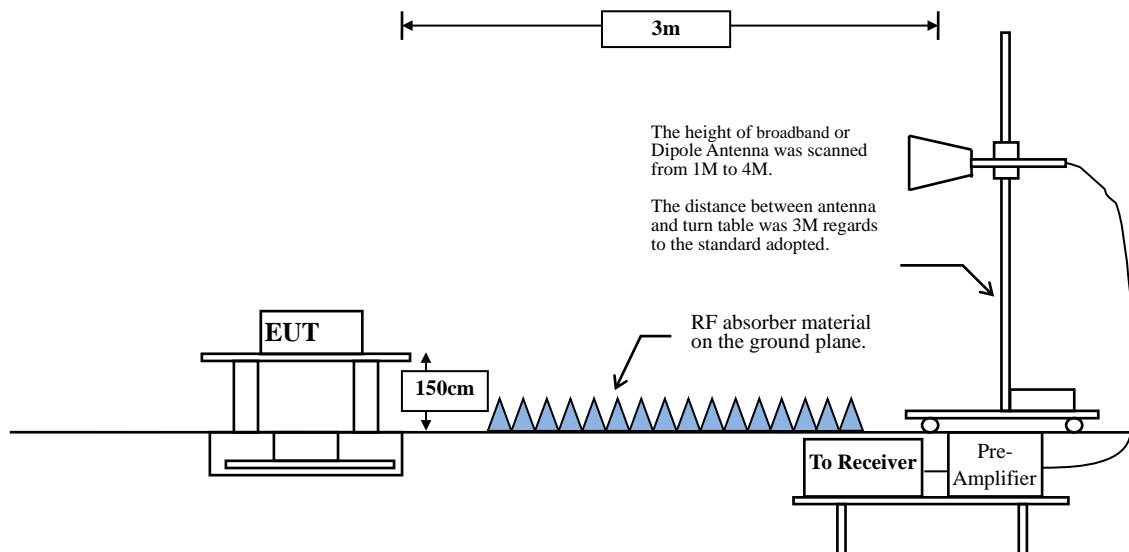 3m
The height of broadband or
Dipole Antenna was scanned
from 1M to 4M.
The distance between antenna
and turn table was 3M regards
to the standard adopted.
RF absorber material
on the ground plane.
EUT
150cm
To Receiver
Pre-
Amplifier